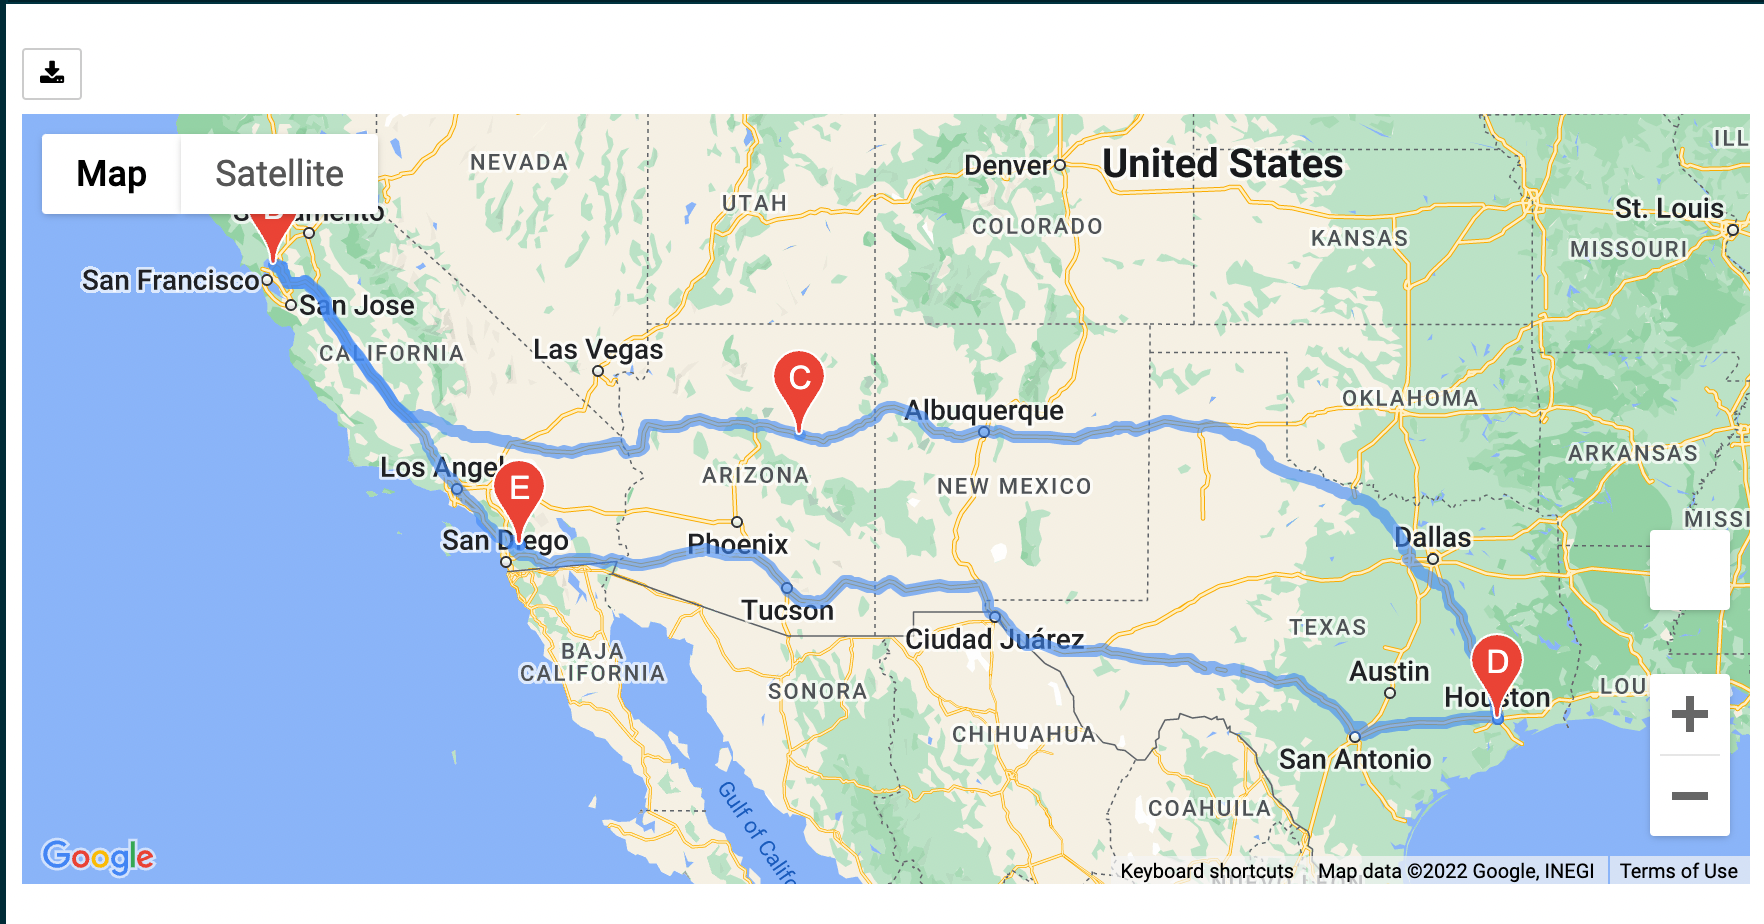 Map
Satellite
NEVADA
Denver
United States
ILL
UTAH
St. Louis
COLORADO
KANSAS
MISSOURI
San Francisco
San Jose
CALIFORNIA
Las Vegas
C
OKLAHOMA
Albuquerque
ARKANSAS
Los Angel
ARIZONA
NEW MEXICO
E
MISSI
San Diego
Phoenix
Dallas
Tucson
Ciudad Juárez
TEXAS
BAJA
CALIFORNIA
Austin
D
SONORA
Houston
LOU
CHIHUAHUA
San Antonio
Gulf of Califo
COAHUILA
Google
Keyboard shortcuts
Map data ©2022 Google, INEGI
Terms of Use